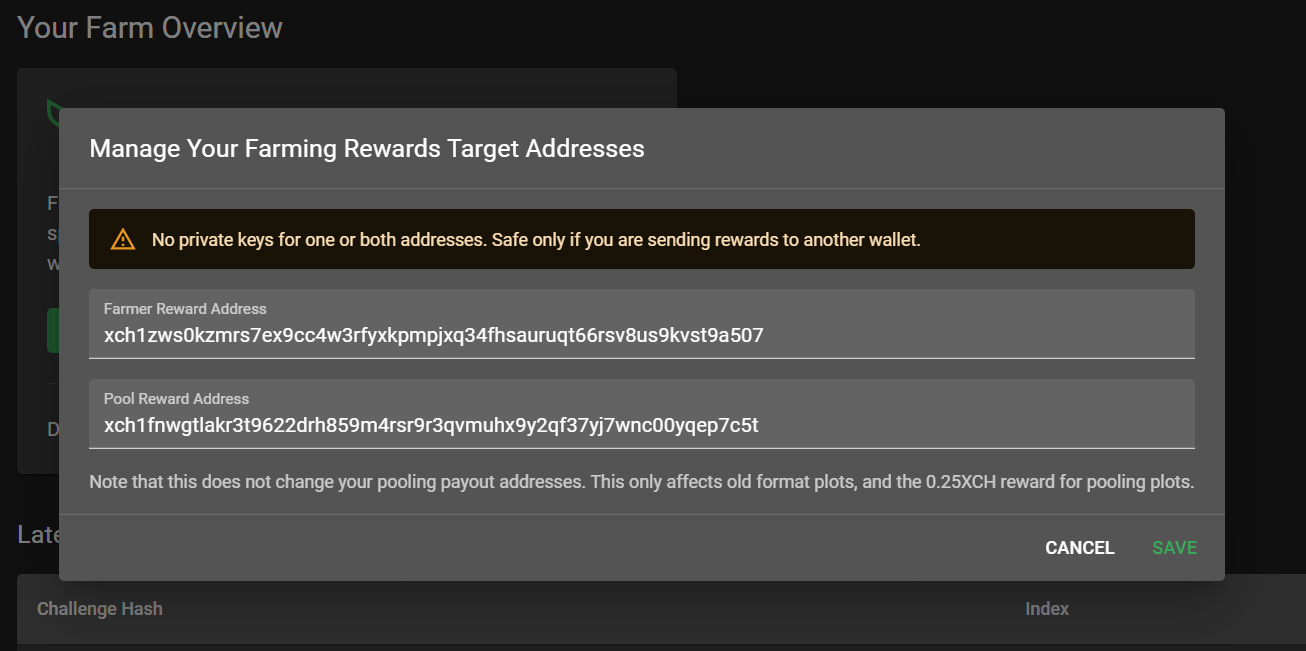 Your Farm Overview
Manage Your Farming Rewards Target Addresses
No private keys for one or both addresses. Safe only if you are sending rewards to another wallet.
Farmer Reward Address
xch1zws0kzmrs7ex9cc4w3rfyxkpmpjxq34fhsauruqt66rsv8us9kvst9a507
Pool Reward Address
xch1fnwgtlakr3t9622drh859m4rsr9r3qvmuhx9y2qf37yj7wnc00yqep7c5t
Note that this does not change your pooling payout addresses. This only affects old format plots, and the 0.25XCH reward for pooling plots.
CANCEL SAVE
Challenge Hash Index